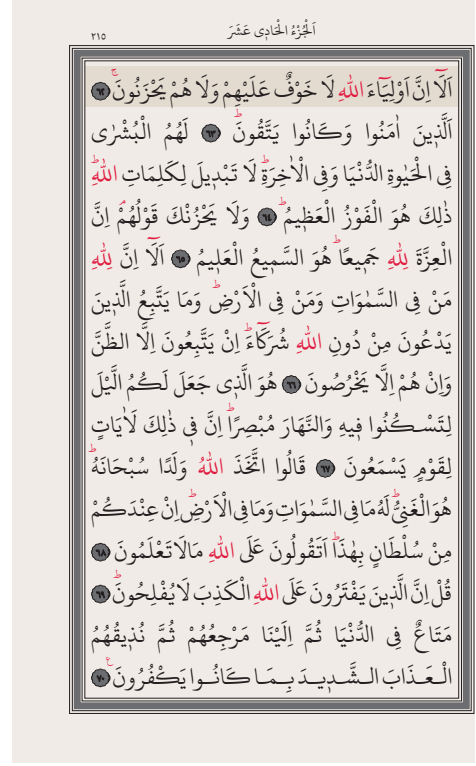 اَلْجُزْءُ الْحَادِى عَشَرَ
٢١٥
اَلَٓا اِنَّ اَوْلِيَٓاءَ اللّٰهِ لَا خَوْفٌ عَلَيْهِمْ وَلَا هُمْ يَحْزَنُونَۚ ﴿٦٢﴾
اَلَّذ۪ينَ اٰمَنُوا وَكَانُوا يَتَّقُونَۜ ﴿٦٣﴾ لَهُمُ الْبُشْرٰى
فِى الْحَيٰوةِ الدُّنْيَا وَفِى الْاٰخِرَةِۜ لَا تَبْد۪يلَ لِكَلِمَاتِ اللّٰهِۜ
ذٰلِكَ هُوَ الْفَوْزُ الْعَظ۪يمُۜ ﴿٦٤﴾ وَلَا يَحْزُنْكَ قَوْلُهُمْۢ اِنَّ
الْعِزَّةَ لِلّٰهِ جَم۪يعًاۜ هُوَ السَّم۪يعُ الْعَل۪يمُ ﴿٦٥﴾ اَلَٓا اِنَّ لِلّٰهِ
مَنْ فِى السَّمٰوَاتِ وَمَنْ فِى الْاَرْضِۜ وَمَا يَتَّبِعُ الَّذ۪ينَ
يَدْعُونَ مِنْ دُونِ اللّٰهِ شُرَكَٓاءَۜ اِنْ يَتَّبِعُونَ اِلَّا الظَّنَّ
وَاِنْ هُمْ اِلَّا يَخْرُصُونَ ﴿٦٦﴾ هُوَ الَّذ۪ى جَعَلَ لَكُمُ الَّيْلَ
لِتَسْكُنُوا ف۪يهِ وَالنَّهَارَ مُبْصِرًاۜ اِنَّ ف۪ى ذٰلِكَ لَاٰيَاتٍ
لِقَوْمٍ يَسْمَعُونَ ﴿٦٧﴾ قَالُوا اتَّخَذَ اللّٰهُ وَلَدًا سُبْحَانَهُۜ
هُوَ الْغَنِىُّۜ لَهُ مَا فِى السَّمٰوَاتِ وَمَا فِى الْاَرْضِۜ اِنْ عِنْدَكُمْ
مِنْ سُلْطَانٍ بِهٰذَاۜ اَتَقُولُونَ عَلَى اللّٰهِ مَا لَا تَعْلَمُونَ ﴿٦٨﴾
قُلْ اِنَّ الَّذ۪ينَ يَفْتَرُونَ عَلَى اللّٰهِ الْكَذِبَ لَا يُفْلِحُونَۜ ﴿٦٩﴾
مَتَاعٌ فِى الدُّنْيَا ثُمَّ اِلَيْنَا مَرْجِعُهُمْ ثُمَّ نُذ۪يقُهُمُ
الْعَذَابَ الشَّد۪يدَ بِمَا كَانُوا يَكْفُرُونَ۟ ﴿٧٠﴾